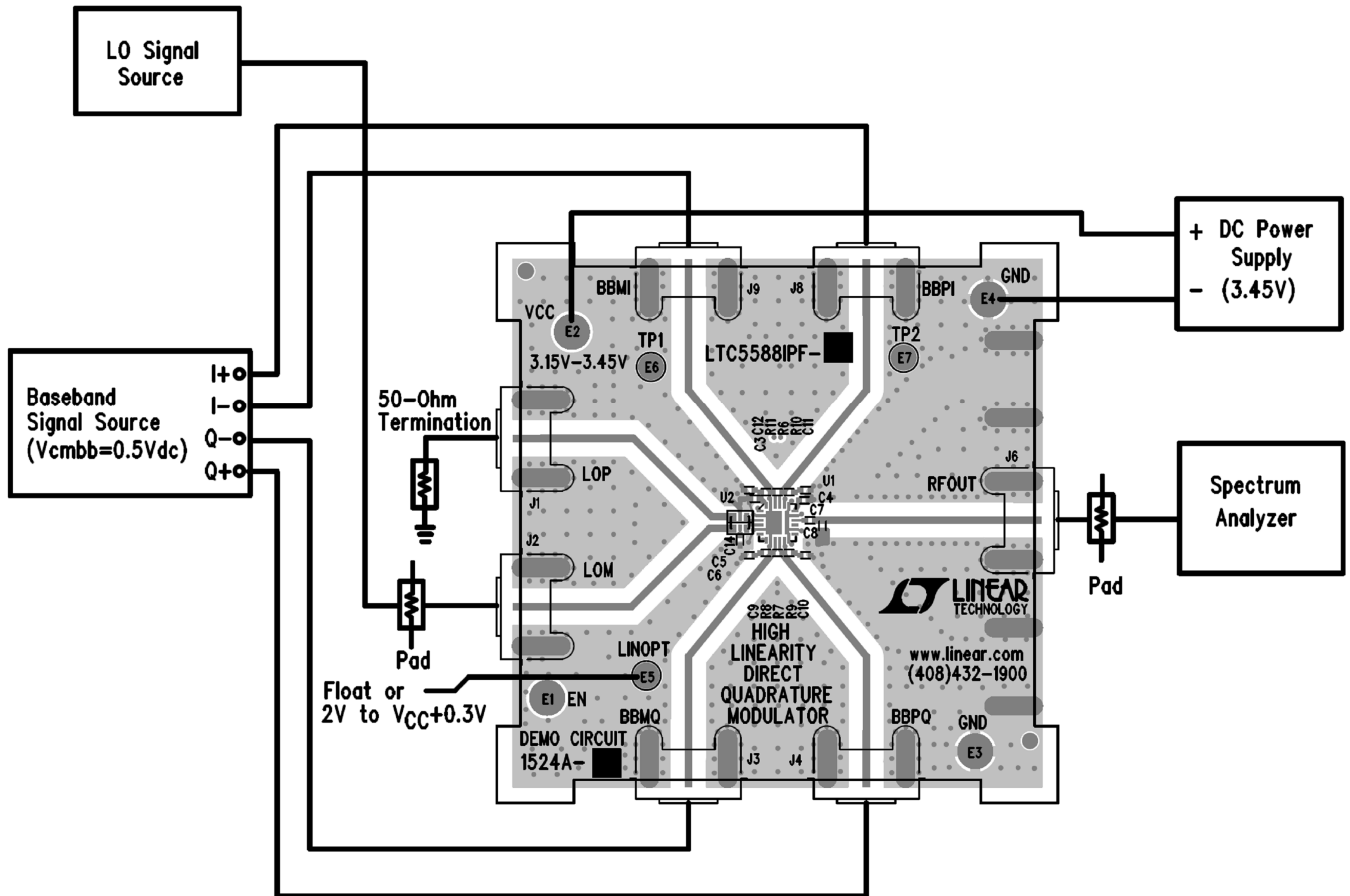 LO Signal
Source
+ DC Power
Supply
- (3.45V)
Baseband
Signal Source
(Vcmbb=0.5Vdc)
I+
I-
Q-
Q+
50-Ohm
Termination
Pad
Float or
2V to VCC+0.3V
BBMI
J9
J8
BBPI
GND
E4
VCC
E2
3.15V-3.45V
TP1
E6
LTC5588IPF-
TP2
E7
C3
C12
R11
R6
R10
C11
LOP
J1
J2
LOM
U2
U1
C4
C7
C8
C14
C5
C6
RFOUT
J6
Pad
Spectrum
Analyzer
LINEAR
TECHNOLOGY
www.linear.com
(408)432-1900
C9
R8
R7
R9
C10
HIGH
LINEARITY
DIRECT
QUADRATURE
MODULATOR
LINOPT
E5
E1 EN
BBMQ
BBPQ
GND
E3
DEMO CIRCUIT
1524A-
J3
J4